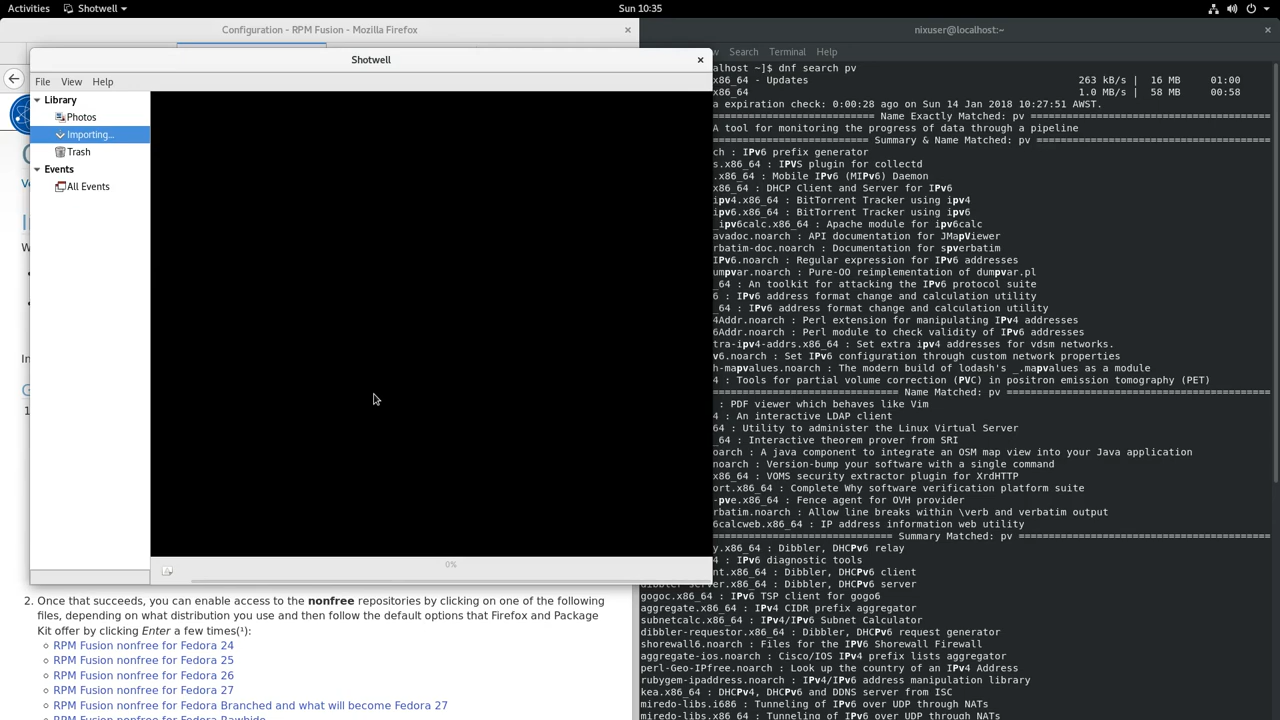 Activities
Shotwell
Sun 10:35
Configuration - RPM Fusion - Mozilla Firefox
nixuser@localhost:~
Shotwell
File View Help
Library
Photos
Importing...
Trash
Events
All Events
0%
Search Terminal Help
alhost ~]$ dnf search pv
x86_64 - Updates 263 kB/s | 16 MB 01:00
x86_64 1.0 MB/s | 58 MB 00:58
a expiration check: 0:00:28 ago on Sun 14 Jan 2018 10:27:51 AWST.
Name Exactly Matched: pv
A tool for monitoring the progress of data through a pipeline
Summary & Name Matched: pv
ch : IPv6 prefix generator
s.x86_64 : IPVS plugin for collectd
.x86_64 : Mobile IPv6 (MIPv6) Daemon
x86_64 : DHCP Client and Server for IPv6
ipv4.x86_64 : BitTorrent Tracker using ipv4
ipv6.x86_64 : BitTorrent Tracker using ipv6
_ipv6calc.x86_64 : Apache module for ipv6calc
avadoc.noarch : API documentation for JMapViewer
rbatim-doc.noarch : Documentation for spverbatim
IPv6.noarch : Regular expression for IPv6 addresses
umpvar.noarch : Pure-OO reimplementation of dumpvar.pl
_64 : An toolkit for attacking the IPv6 protocol suite
6 : IPv6 address format change and calculation utility
_64 : IPv6 address format change and calculation utility
4Addr.noarch : Perl extension for manipulating IPv4 addresses
6Addr.noarch : Perl module to check validity of IPv6 addresses
tra-ipv4-addrs.x86_64 : Set extra ipv4 addresses for vdsm networks.
v6.noarch : Set IPv6 configuration through custom network properties
h-mapvalues.noarch : The modern build of lodash's _.mapvalues as a module
4 : Tools for partial volume correction (PVC) in positron emission tomography (PET)
Name Matched: pv
: PDF viewer which behaves like Vim
4 : An interactive LDAP client
64 : Utility to administer the Linux Virtual Server
_64 : Interactive theorem prover from SRI
oarch : A java component to integrate an OSM map view into your Java application
noarch : Version-bump your software with a single command
x86_64 : VOMS security extractor plugin for XrdHTTP
ort.x86_64 : Complete Why software verification platform suite
-pve.x86_64 : Fence agent for OVH provider
rbatim.noarch : Allow line breaks within \verb and verbatim output
6calcweb.x86_64 : IP address information web utility
Summary Matched: pv
y.x86_64 : Dibbler, DHCPv6 relay
64 : IPv6 diagnostic tools
nt.x86_64 : Dibbler, DHCPv6 client
dibbler-server.x86_64 : Dibbler, DHCPv6 server
gogoc.x86_64 : IPv6 TSP client for gogo6
aggregate.x86_64 : IPv4 CIDR prefix aggregator
subnetcalc.x86_64 : IPv4/IPv6 Subnet Calculator
dibbler-requestor.x86_64 : Dibbler, DHCPv6 request generator
shorewall6.noarch : Files for the IPV6 Shorewall Firewall
aggregate-ios.noarch : Cisco/IOS IPv4 prefix lists aggregator
perl-Geo-IPfree.noarch : Look up the country of an IPv4 Address
rubygem-ipaddress.noarch : IPv4/IPv6 address manipulation library
kea.x86_64 : DHCPv4, DHCPv6 and DDNS server from ISC
miredo-libs.i686 : Tunneling of IPv6 over UDP through NATs
miredo-libs.x86_64 : Tunneling of IPv6 over UDP through NATs
2. Once that succeeds, you can enable access to the nonfree repositories by clicking on one of the following
files, depending on what distribution you use and then follow the default options that Firefox and Package
Kit offer by clicking Enter a few times(¹):
RPM Fusion nonfree for Fedora 24
RPM Fusion nonfree for Fedora 25
RPM Fusion nonfree for Fedora 26
RPM Fusion nonfree for Fedora 27
RPM Fusion nonfree for Fedora Branched and what will become Fedora 27
RPM Fusion nonfree for Fedora Rawhide